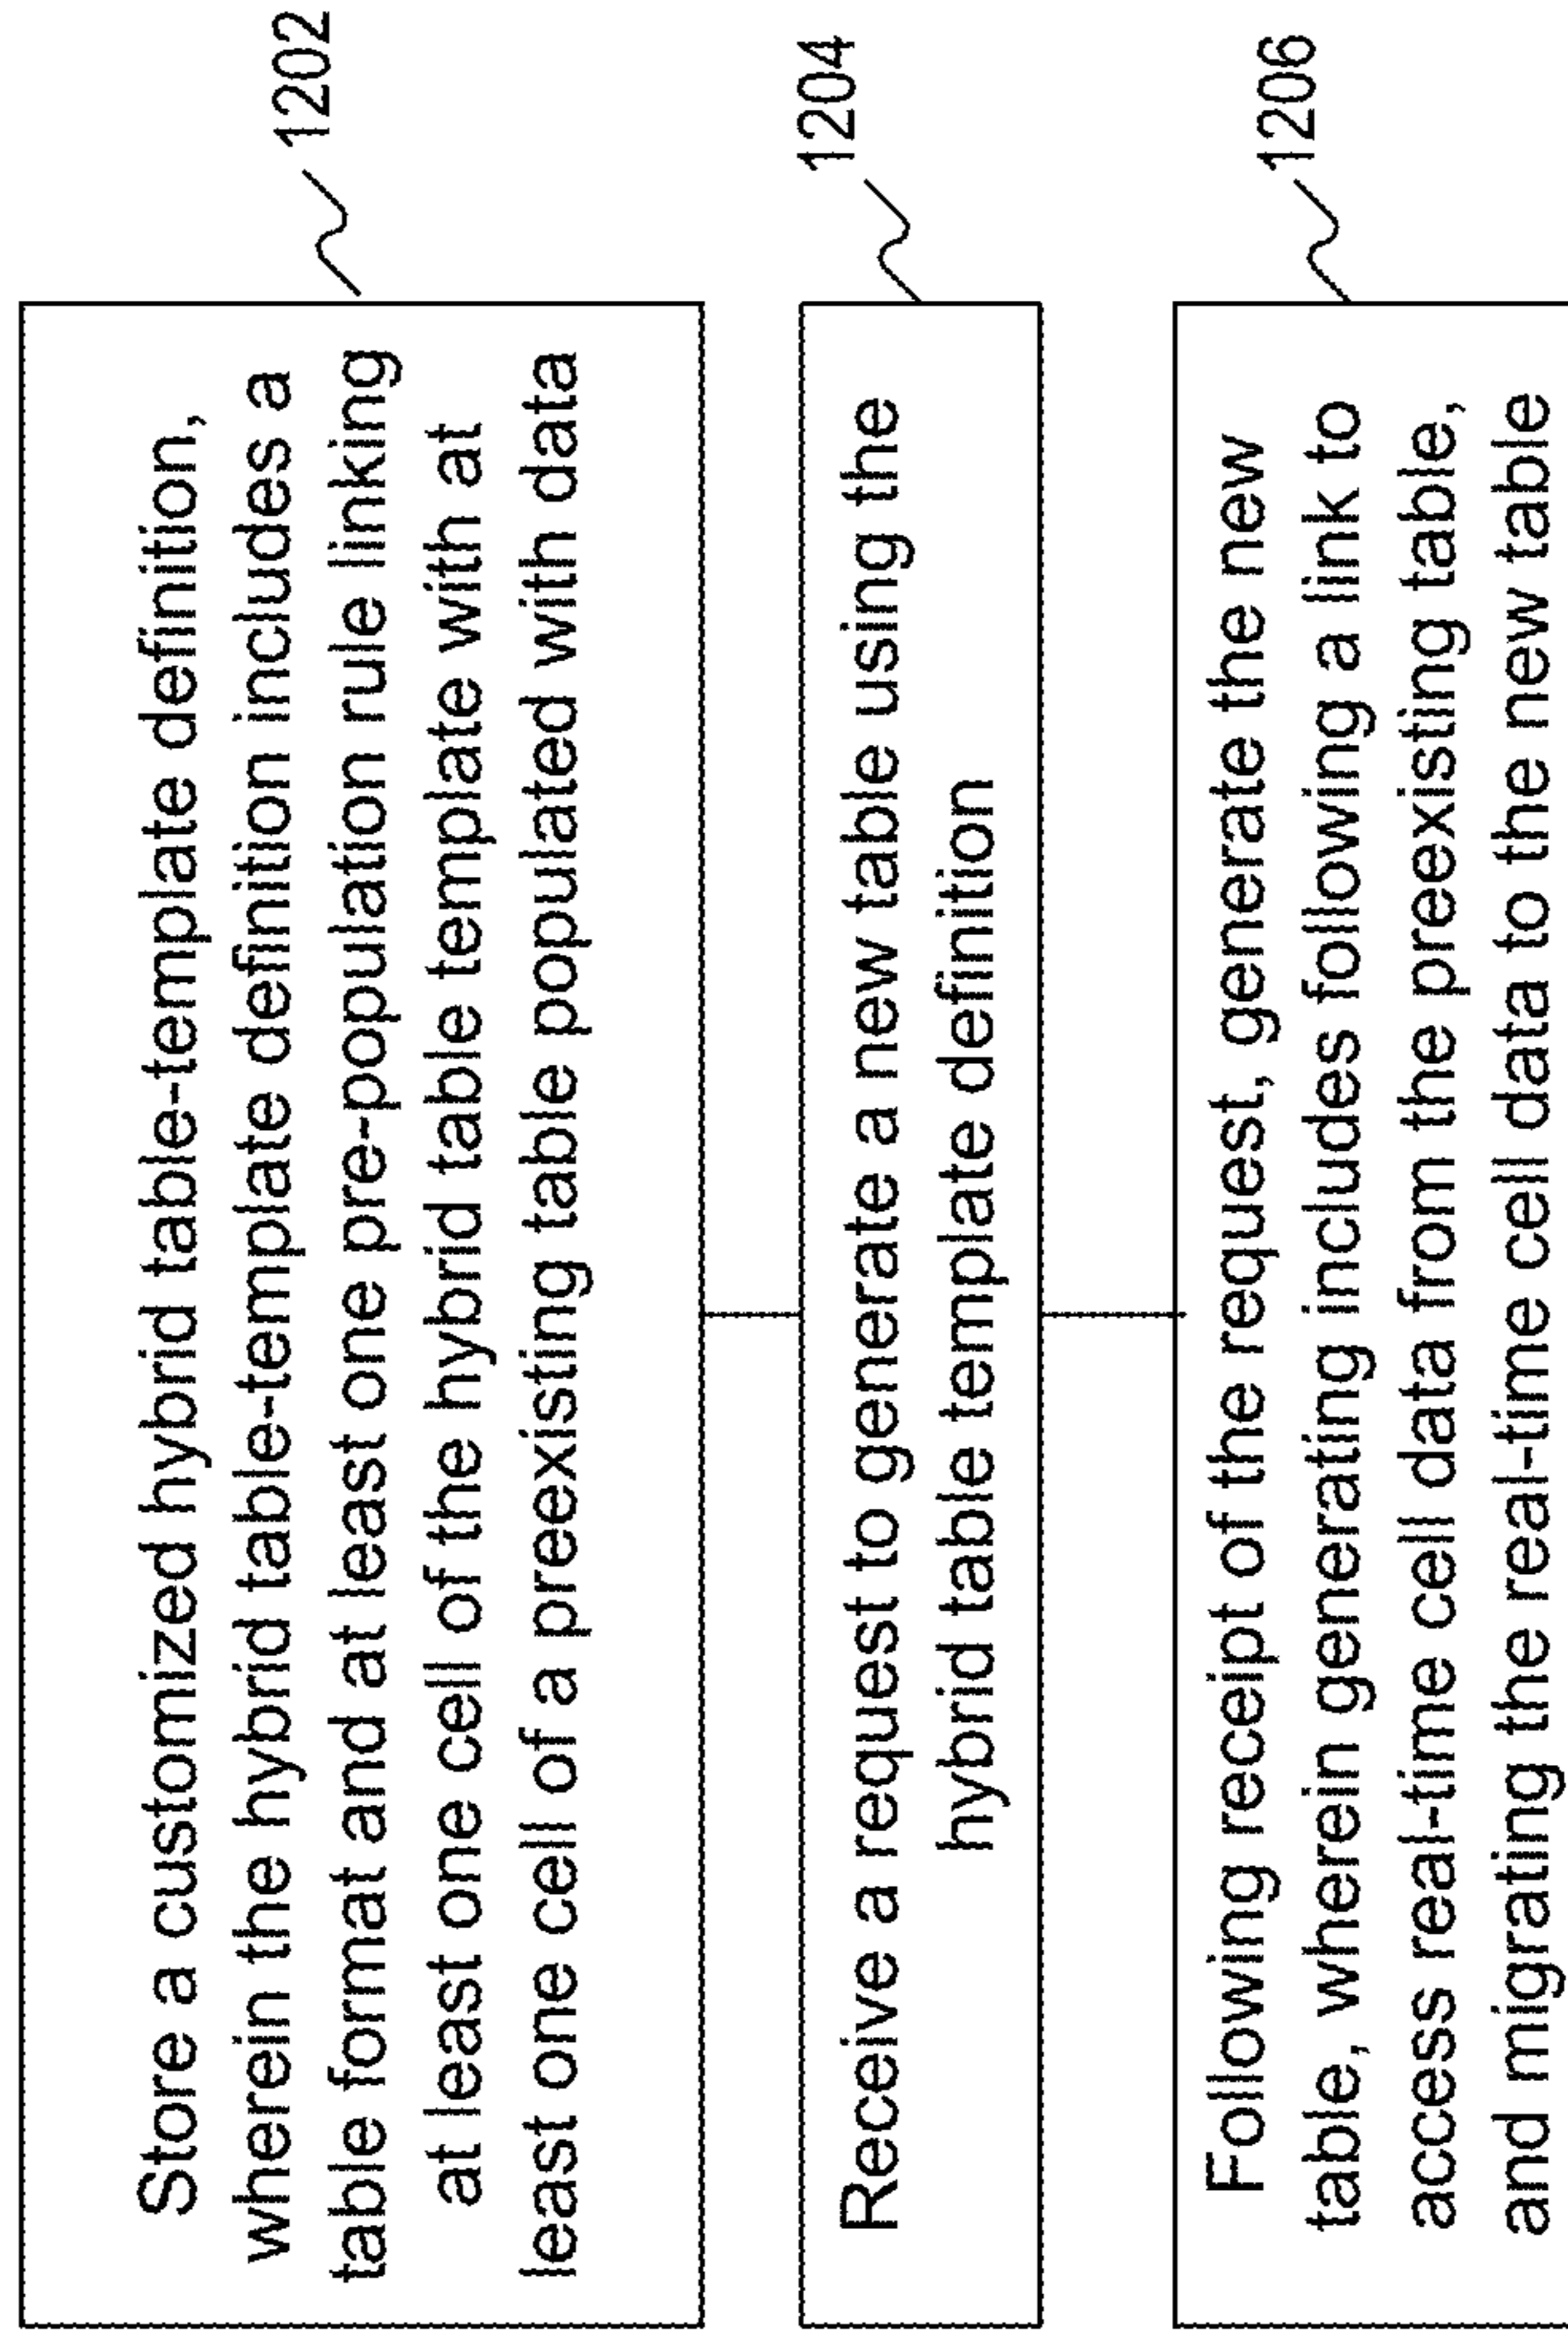 Store a customized hybrid table-template definition,
wherein the hybrid table-template definition includes a
table format and at least one pre-population rule linking
at least one cell of the hybrid table template with at
least one cell of a preexisting table populated with data
1202
Receive a request to generate a new table using the
hybrid table template definition
1204
Following receipt of the request, generate the new
table, wherein generating includes following a link to
access real-time cell data from the preexisting table,
and migrating the real-time cell data to the new table
1206